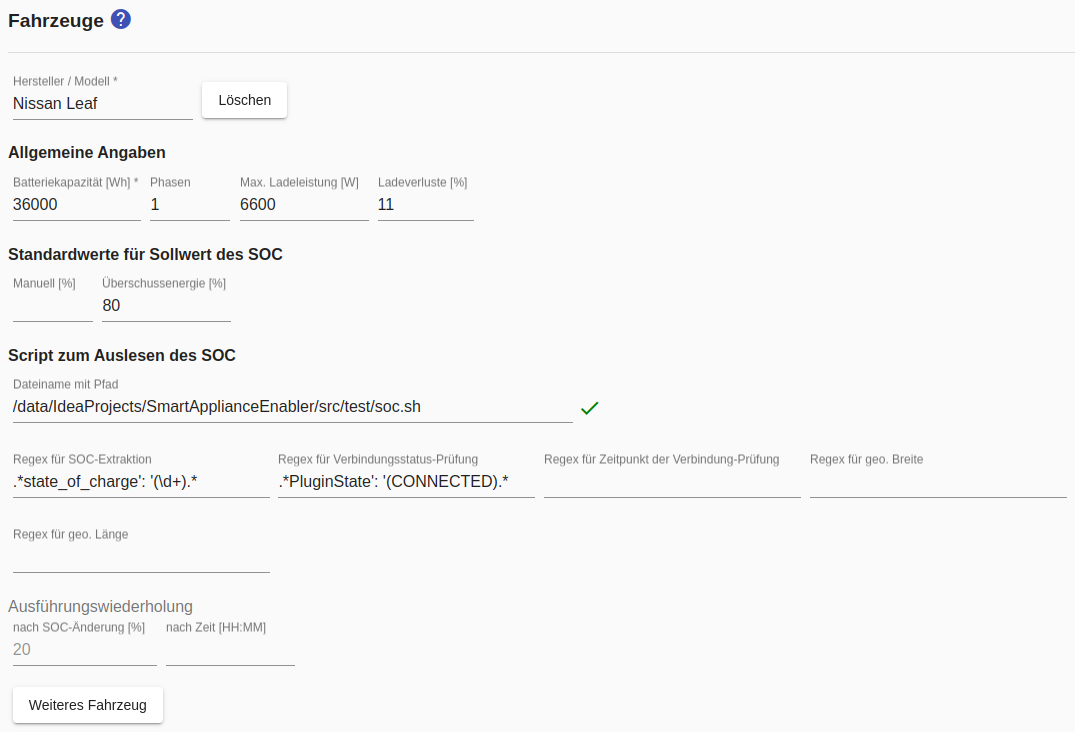 Fahrzeuge ?
Hersteller / Modell *
Nissan Leaf
Löschen
Allgemeine Angaben
Batteriekapazität [Wh] * Phasen Max. Ladeleistung [W] Ladeverluste [%]
36000 1 6600 11
Standardwerte für Sollwert des SOC
Manuell [%] Überschussenergie [%]
80
Script zum Auslesen des SOC
Dateiname mit Pfad
/data/IdeaProjects/SmartApplianceEnabler/src/test/soc.sh
Regex für SOC-Extraktion Regex für Verbindungsstatus-Prüfung Regex für Zeitpunkt der Verbindung-Prüfung Regex für geo. Breite
.*state_of_charge': '(\d+).* .*PluginState': '(CONNECTED).*
Regex für geo. Länge
Ausführungswiederholung
nach SOC-Änderung [%] nach Zeit [HH:MM]
20
Weiteres Fahrzeug